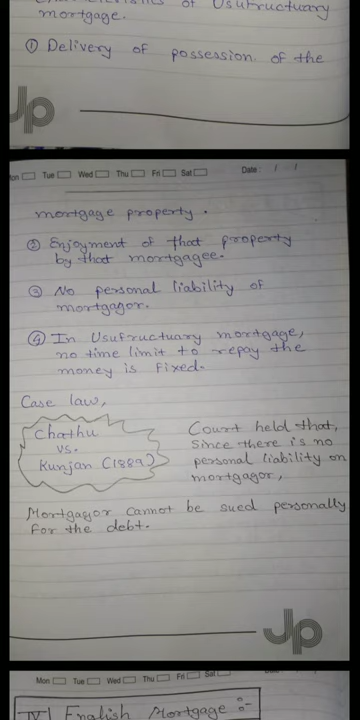 of Usufructuary
mortgage.
① Delivery of possession of the
Jp
Mon Tue Wed Thu Fri Sat Date: / /
mortgage property.
② Enjoyment of that property
by that mortgagee.
③ No personal liability of
mortgagor.
④ In Usufructuary mortgage,
no time limit to repay the
money is Fixed.
Case law,
Chathu
vs.
Kunjan (1889)
Court held that,
Since there is no
personal liability on
mortgagor,
Mortgagor cannot be sued personally
For the debt.
Jp
Mon Tue Wed Thu Fri Sat
IV English Mortgage :-